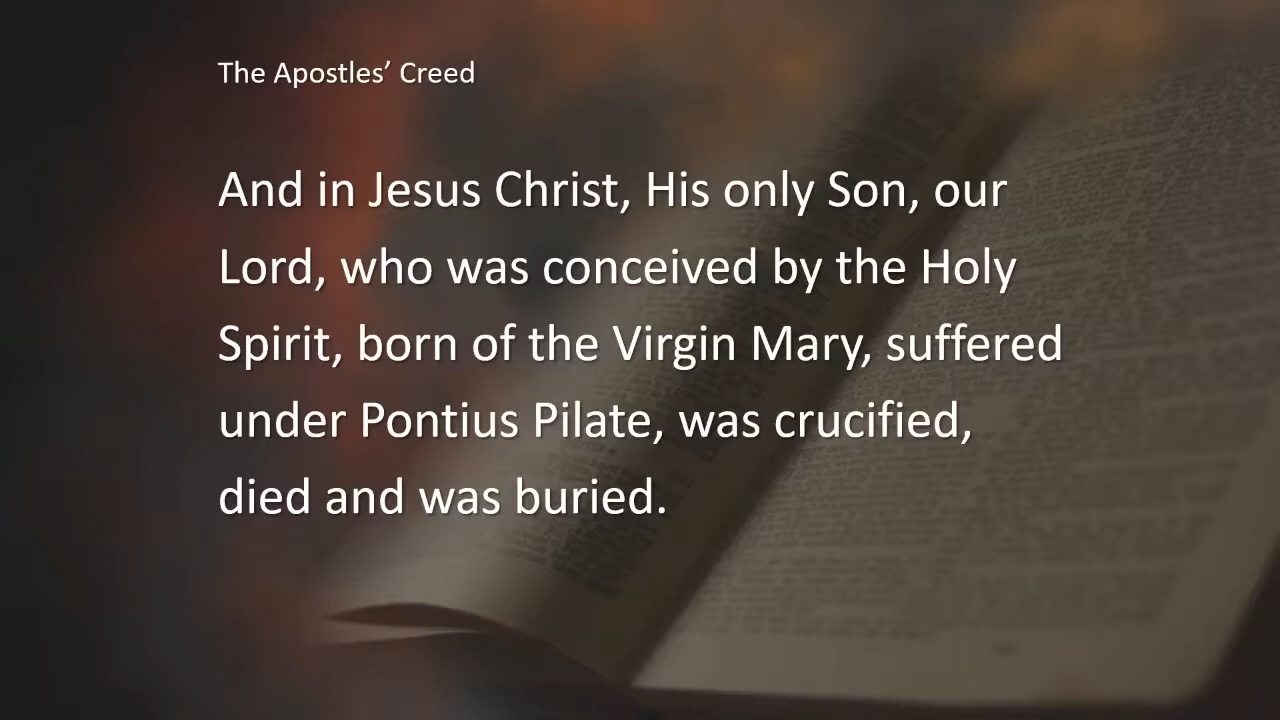 The Apostles’ Creed
And in Jesus Christ, His only Son, our
Lord, who was conceived by the Holy
Spirit, born of the Virgin Mary, suffered
under Pontius Pilate, was crucified,
died and was buried.